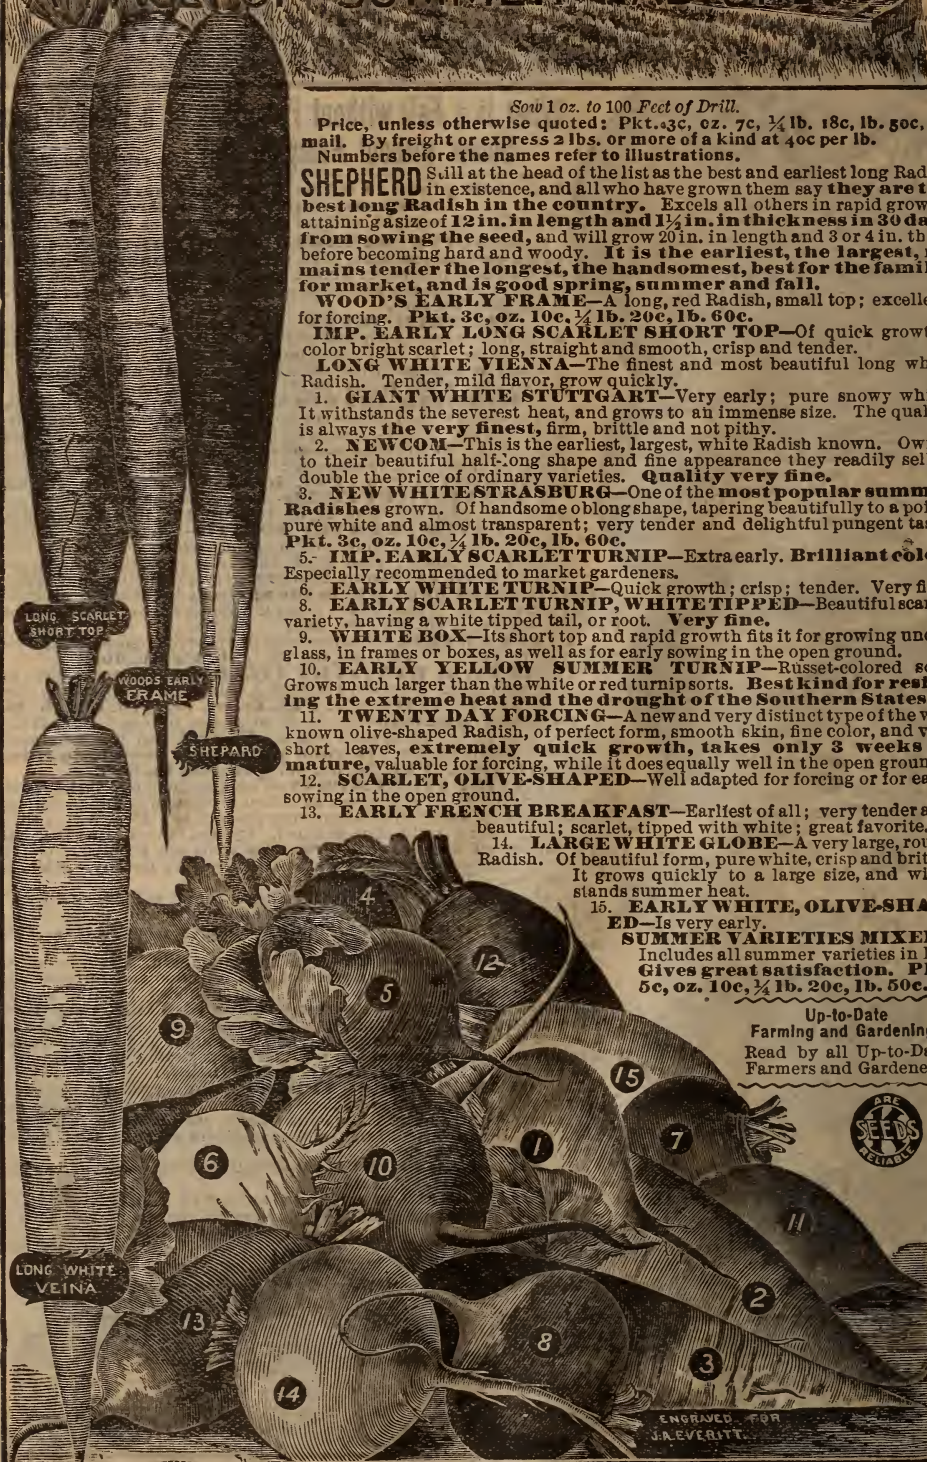 Sow 1 oz. to 100 Feet of Drill.
Price, unless otherwise quoted: Pkt. 3c, oz. 7c, ¼ lb. 18c, lb. 50c,
mail. By freight or express 2 lbs. or more of a kind at 40c per lb.
Numbers before the names refer to illustrations.
SHEPHERD Still at the head of the list as the best and earliest long Rad
in existence, and all who have grown them say they are t
best long Radish in the country. Excels all others in rapid grow
attaining a size of 12 in. in length and 1½ in. in thickness in 30 da
from sowing the seed, and will grow 20 in. in length and 3 or 4 in. th
before becoming hard and woody. It is the earliest, the largest,
mains tender the longest, the handsomest, best for the famil
for market, and is good spring, summer and fall.
WOOD'S EARLY FRAME—A long, red Radish, small top; excelle
for forcing. Pkt. 3c, oz. 10c, ¼ lb. 20c, lb. 60c.
IMP. EARLY LONG SCARLET SHORT TOP—Of quick growt
color bright scarlet; long, straight and smooth, crisp and tender.
LONG WHITE VIENNA—The finest and most beautiful long wh
Radish. Tender, mild flavor, grow quickly.
1. GIANT WHITE STUTTGART—Very early; pure snowy wh
It withstands the severest heat, and grows to an immense size. The qual
is always the very finest, firm, brittle and not pithy.
2. NEWCOM—This is the earliest, largest, white Radish known. Ow
to their beautiful half-long shape and fine appearance they readily sel
double the price of ordinary varieties. Quality very fine.
3. NEW WHITE STRASBURG—One of the most popular summ
Radishes grown. Of handsome oblong shape, tapering beautifully to a poi
pure white and almost transparent; very tender and delightful pungent ta
Pkt. 3c, oz. 10c, ¼ lb. 20c, lb. 60c.
5. IMP. EARLY SCARLET TURNIP—Extra early. Brilliant col
Especially recommended to market gardeners.
6. EARLY WHITE TURNIP—Quick growth; crisp; tender. Very fi
8. EARLY SCARLET TURNIP, WHITE TIPPED—Beautiful scar
variety, having a white tipped tail, or root. Very fine.
9. WHITE BOX—Its short top and rapid growth fits it for growing und
glass, in frames or boxes, as well as for early sowing in the open ground.
10. EARLY YELLOW SUMMER TURNIP—Russet-colored s
Grows much larger than the white or red turnip sorts. Best kind for resi
ing the extreme heat and the drought of the Southern States
11. TWENTY DAY FORCING—A new and very distinct type of the w
known olive-shaped Radish, of perfect form, smooth skin, fine color, and v
short leaves, extremely quick growth, takes only 3 weeks
mature, valuable for forcing, while it does equally well in the open groun
12. SCARLET, OLIVE-SHAPED—Well adapted for forcing or for ea
sowing in the open ground.
13. EARLY FRENCH BREAKFAST—Earliest of all; very tender a
beautiful; scarlet, tipped with white; great favorite.
14. LARGE WHITE GLOBE—A very large, rou
Radish. Of beautiful form, pure white, crisp and brit
It grows quickly to a large size, and wi
stands summer heat.
15. EARLY WHITE, OLIVE-SHA
ED—Is very early.
SUMMER VARIETIES MIXE
Includes all summer varieties in
Gives great satisfaction. P
5c, oz. 10c, ¼ lb. 20c, lb. 50c.
Up-to-Date
Farming and Gardening
Read by all Up-to-Da
Farmers and Gardene
ARE
SEEDS
RELIABLE
LONG SCARLET
SHORT TOP
WOODS EARLY
FRAME
SHEPARD
LONG WHITE
VEINA
4
12
5
9
15
7
1
6
10
11
2
13
8
3
14
ENGRAVED FOR
J.A. EVERITT.